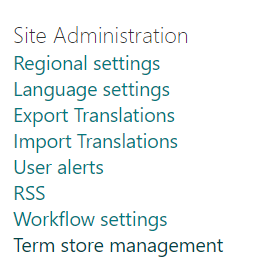 Site Administration
Regional settings
Language settings
Export Translations
Import Translations
User alerts
RSS
Workflow settings
Term store management